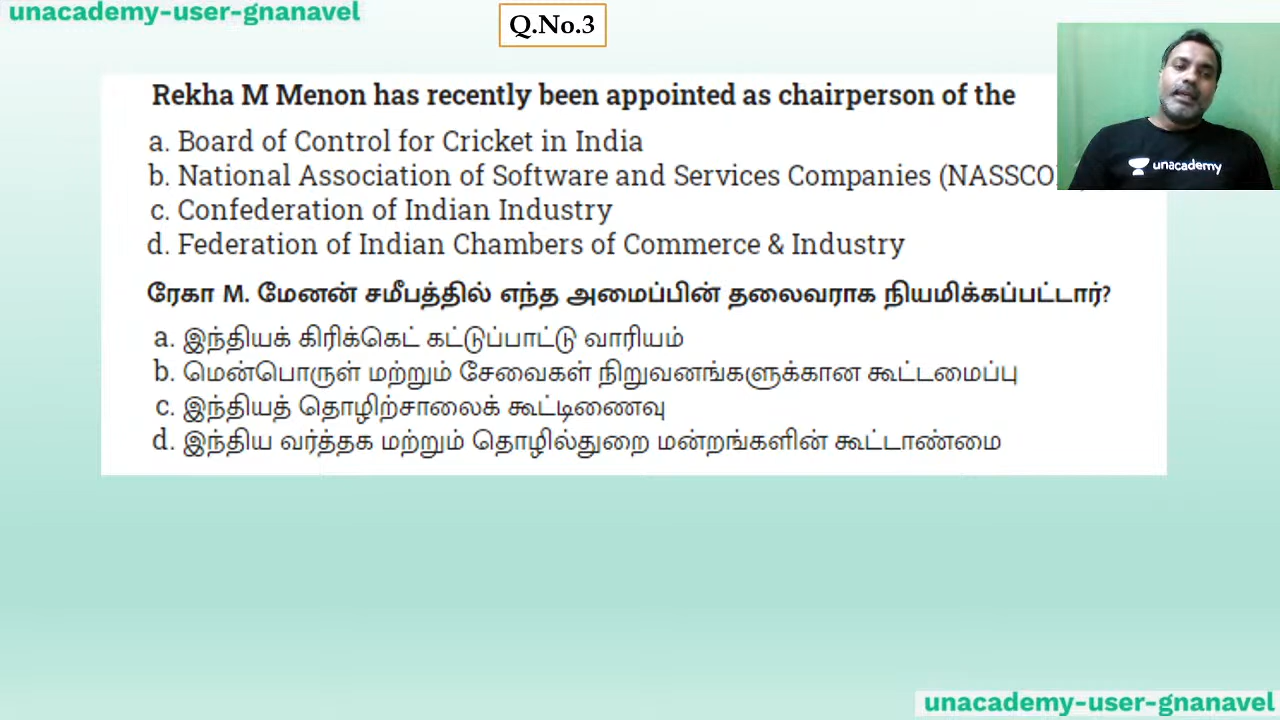 unacademy-user-gnanavel
Q.No.3
Rekha M Menon has recently been appointed as chairperson of the
a. Board of Control for Cricket in India
b. National Association of Software and Services Companies (NASSCO
c. Confederation of Indian Industry
d. Federation of Indian Chambers of Commerce & Industry
ரேகா M. மேனன் சமீபத்தில் எந்த அமைப்பின் தலைவராக நியமிக்கப்பட்டார்?
a. இந்தியக் கிரிக்கெட் கட்டுப்பாட்டு வாரியம்
b. மென்பொருள் மற்றும் சேவைகள் நிறுவனங்களுக்கான கூட்டமைப்பு
c. இந்தியத் தொழிற்சாலைக் கூட்டிணைவு
d. இந்திய வர்த்தக மற்றும் தொழில்துறை மன்றங்களின் கூட்டாண்மை
unacademy
unacademy-user-gnanavel